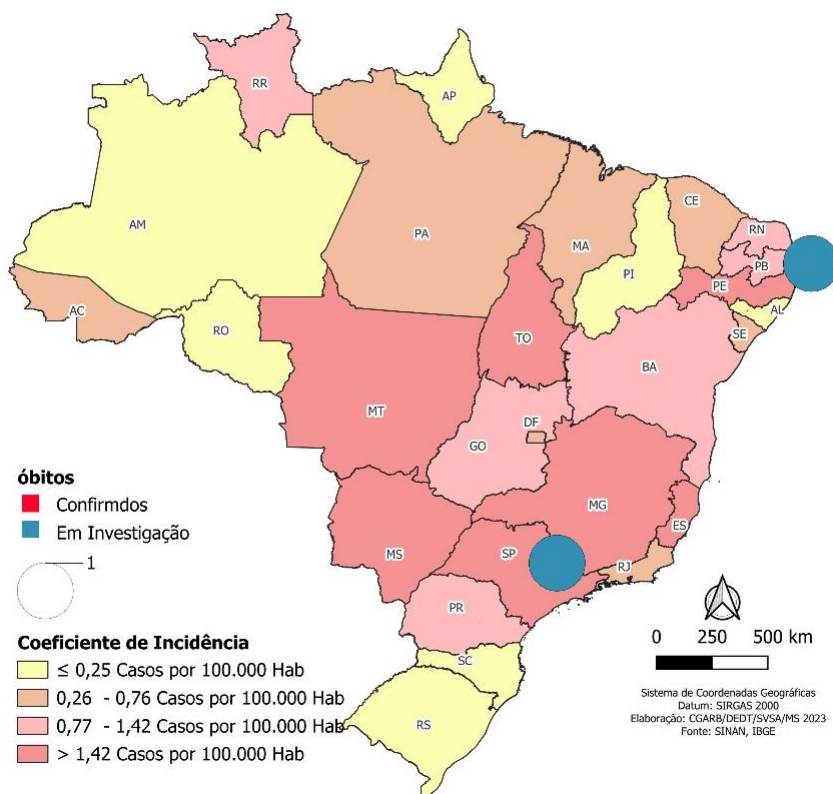 RR
AP
AM
PA
CE
MA
RN
PB
PI
PE
AC
AL
RO
TO
SE
BA
MT
DF
GO
MG
ES
MS
SP
RJ
PR
SC
RS
óbitos
Confirmdos
Em Investigação
1
Coeficiente de Incidência
≤ 0,25 Casos por 100.000 Hab
0,26 - 0,76 Casos por 100.000 Hab
0,77 - 1,42 Casos por 100.000 Hab
> 1,42 Casos por 100.000 Hab
0 250 500 km
Sistema de Coordenadas Geográficas
Datum: SIRGAS 2000
Elaboração: CGARB/DEDT/SVSA/MS 2023
Fonte: SINAN, IBGE